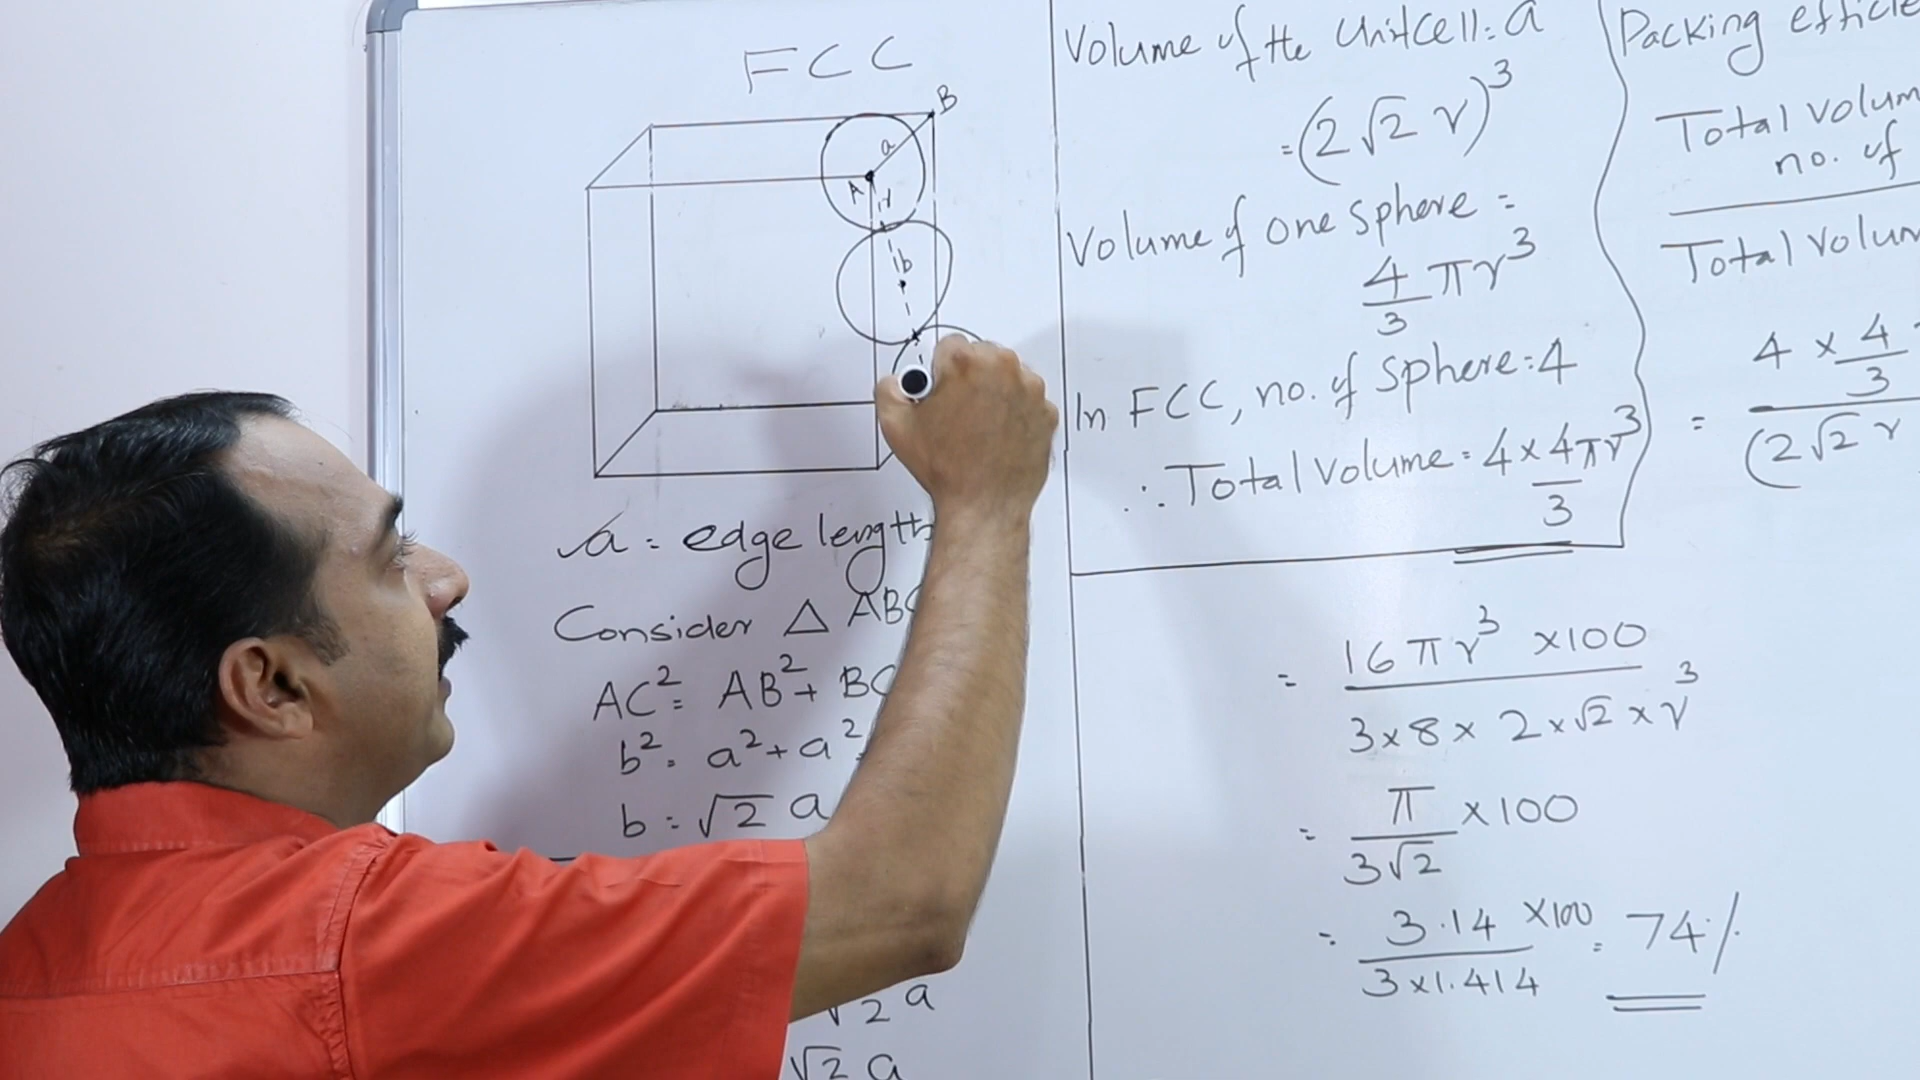 FCC
B
a
A
r
b
a = edge length
Consider △ ABC
AC² = AB² + BC
b² = a² + a²
b = √2 a
√2 a
√2 a
Volume of the Unit Cell = a
= (2√2 r)³
Volume of one Sphere =
4/3 πr³
In FCC, no. of Sphere = 4
∴ Total Volume = 4 × 4πr³/3
Packing efficie
Total Volum
no. of
Total Volum
= 4 × 4/3
(2√2 r
= 16 π r³ ×100
3×8× 2×√2×r³
= π/3√2 ×100
= 3.14 ×100 / 3×1.414 = 74%